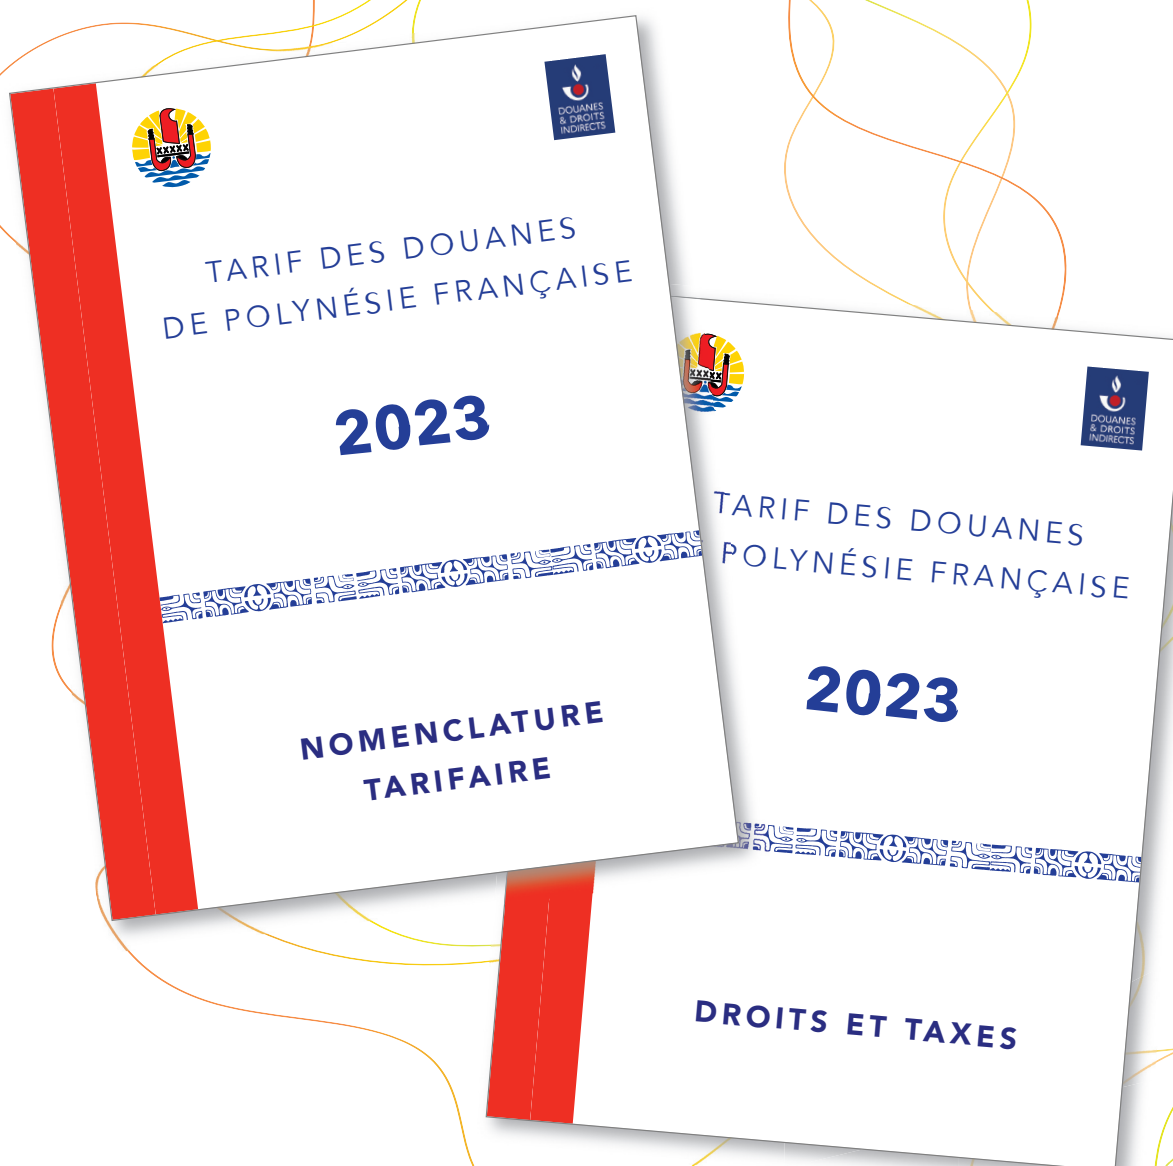 DOUANES
& DROITS
INDIRECTS
TARIF DES DOUANES
DE POLYNÉSIE FRANÇAISE
2023
NOMENCLATURE
TARIFAIRE
DOUANES
& DROITS
INDIRECTS
TARIF DES DOUANES
POLYNÉSIE FRANÇAISE
2023
DROITS ET TAXES